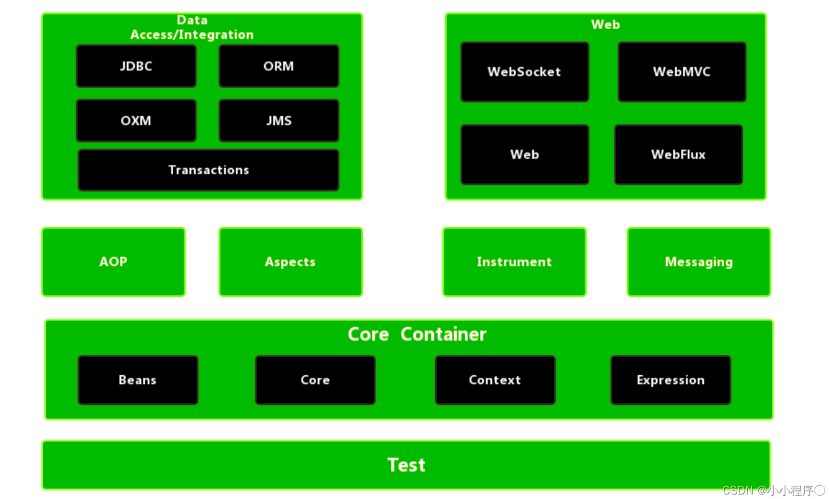 Data
Access/Integration
JDBC
ORM
OXM
JMS
Transactions
Web
WebSocket
WebMVC
Web
WebFlux
AOP
Aspects
Instrument
Messaging
Core Container
Beans
Core
Context
Expression
Test
CSDN @小小程序〇